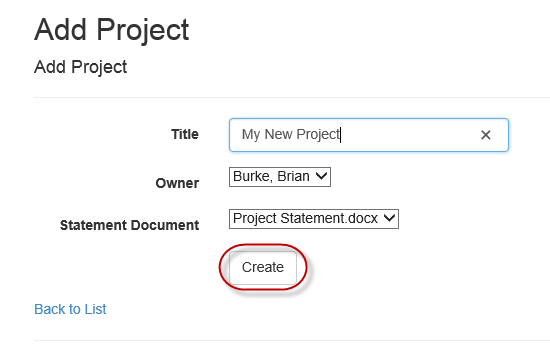 Add Project
Add Project
Title My New Project
Owner Burke, Brian
Statement Document Project Statement.docx
Create
Back to List